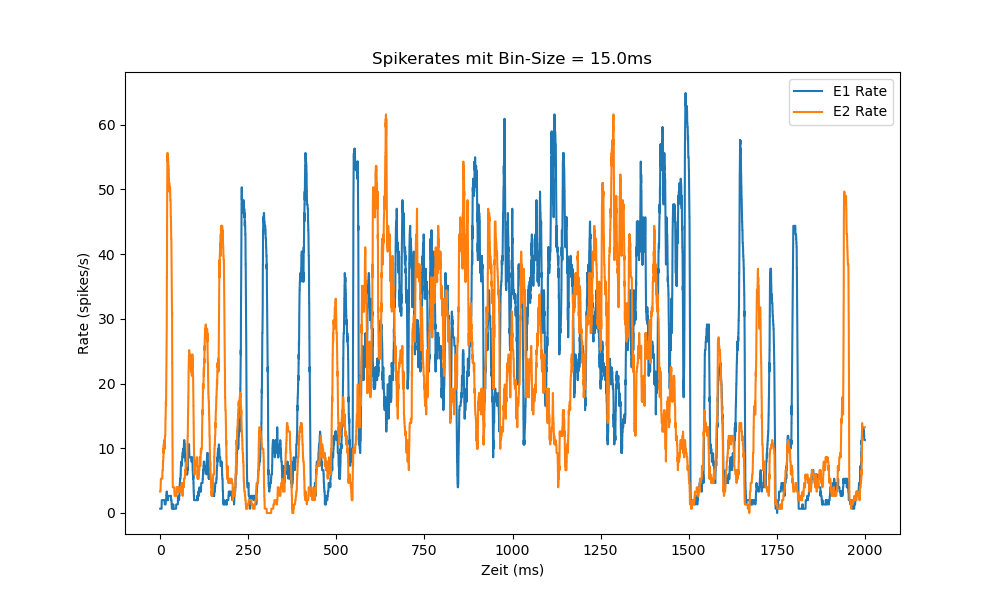 Spikerates mit Bin-Size = 15.0ms
E1 Rate
E2 Rate
60
50
40
30
20
10
0
Rate (spikes/s)
0 250 500 750 1000 1250 1500 1750 2000
Zeit (ms)